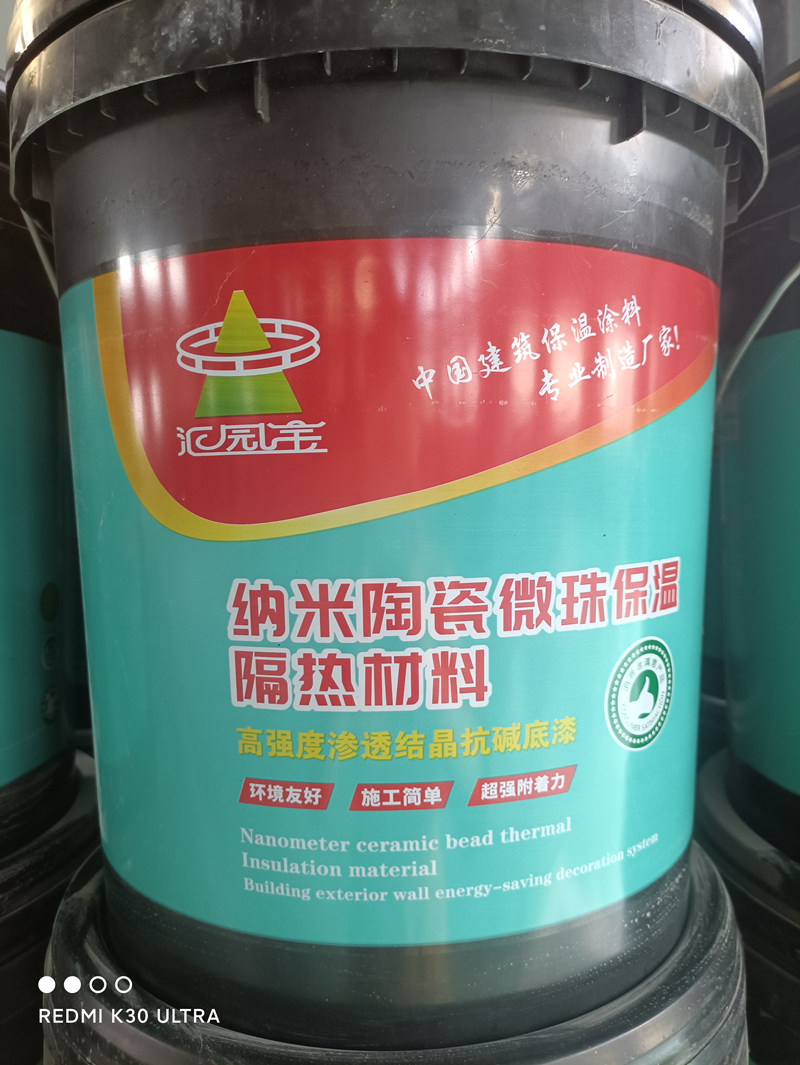 汇园宝
中国建筑保温涂料
专业制造厂家!
纳米陶瓷微珠保温
隔热材料
高强度渗透结晶抗碱底漆
环境友好 施工简单 超强附着力
Nanometer ceramic bead thermal
Insulation material
Building exterior wall energy-saving decoration system
REDMI K30 ULTRA